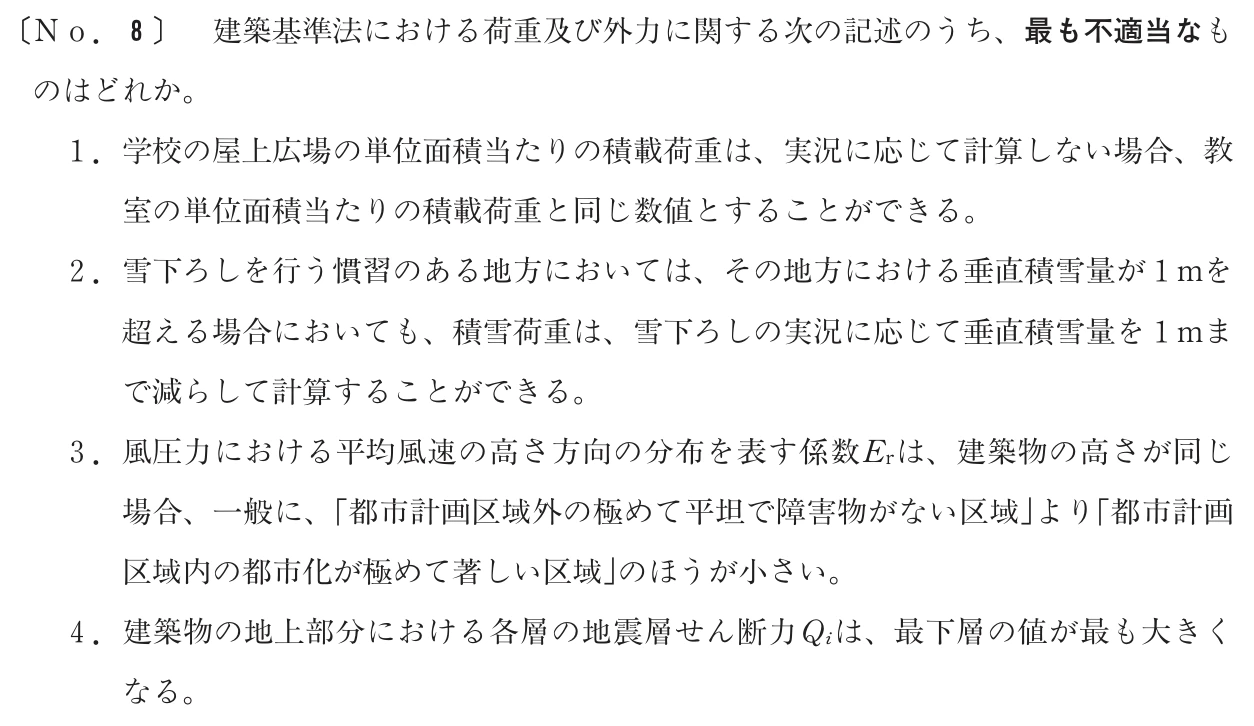 〔Ｎｏ．８〕　建築基準法における荷重及び外力に関する次の記述のうち、最も不適当なも
のはどれか。
１．学校の屋上広場の単位面積当たりの積載荷重は、実況に応じて計算しない場合、教
室の単位面積当たりの積載荷重と同じ数値とすることができる。
２．雪下ろしを行う慣習のある地方においては、その地方における垂直積雪量が１ｍを
超える場合においても、積雪荷重は、雪下ろしの実況に応じて垂直積雪量を１ｍま
で減らして計算することができる。
３．風圧力における平均風速の高さ方向の分布を表す係数Erは、建築物の高さが同じ
場合、一般に、「都市計画区域外の極めて平坦で障害物がない区域」より「都市計画
区域内の都市化が極めて著しい区域」のほうが小さい。
４．建築物の地上部分における各層の地震層せん断力Qiは、最下層の値が最も大きく
なる。